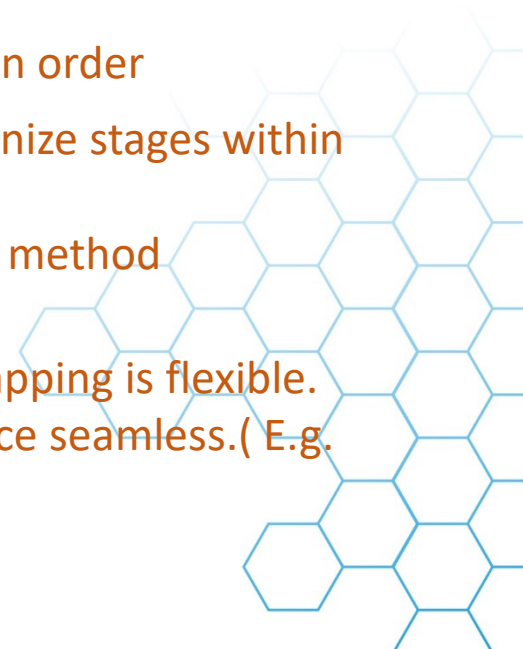 n order
nize stages within
method
pping is flexible.
ce seamless.( E.g.